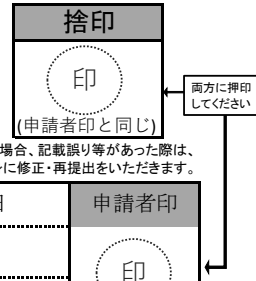 捨印
印
(申請者印と同じ)
両方に押印
してください
場合、記載誤り等があった際は、
に修正・再提出をいただきます。
申請者印
印